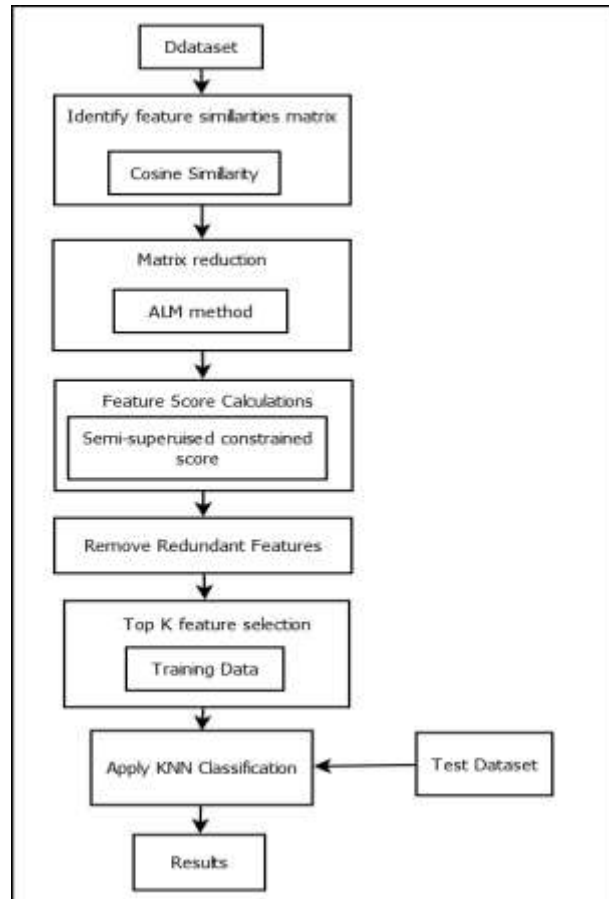 Ddataset
Identify feature similarities matrix
Cosine Similarity
Matrix reduction
ALM method
Feature Score Calculations
Semi-superuised constrained
score
Remove Redundant Features
Top K feature selection
Training Data
Apply KNN Classification
Test Dataset
Results